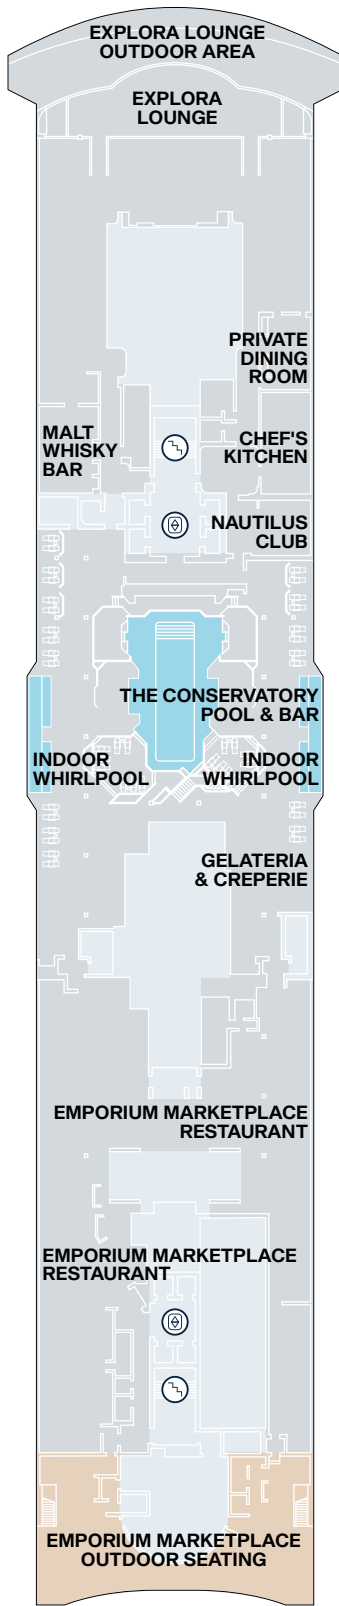 EXPLORA LOUNGE
OUTDOOR AREA
EXPLORA
LOUNGE
PRIVATE
DINING
ROOM
MALT
WHISKY
BAR
CHEF'S
KITCHEN
NAUTILUS
CLUB
THE CONSERVATORY
POOL & BAR
INDOOR
WHIRLPOOL
INDOOR
WHIRLPOOL
GELATERIA
& CREPERIE
EMPORIUM MARKETPLACE
RESTAURANT
EMPORIUM MARKETPLACE
RESTAURANT
EMPORIUM MARKETPLACE
OUTDOOR SEATING